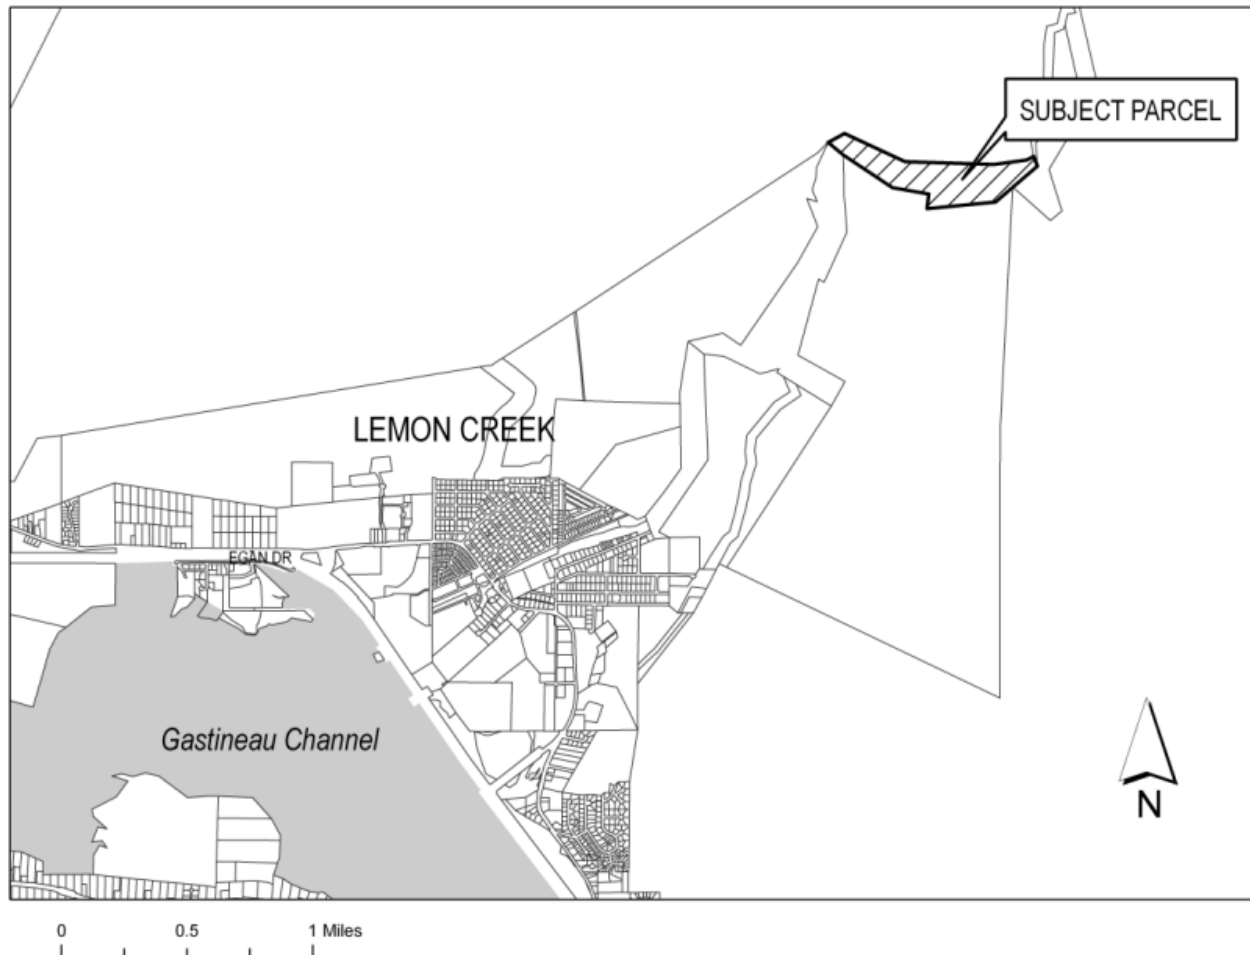 SUBJECT PARCEL
LEMON CREEK
EGAN DR
Gastineau Channel
N
0 0.5 1 Miles